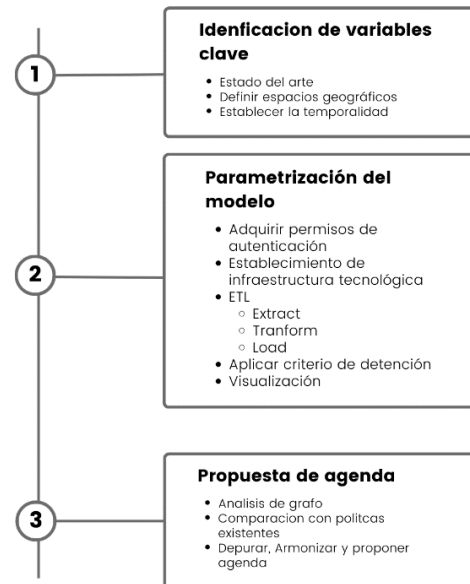 1
Idenficacion de variables
clave
• Estado del arte
• Definir espacios geográficos
• Establecer la temporalidad
2
Parametrización del
modelo
• Adquirir permisos de
autenticación
• Establecimiento de
infraestructura tecnológica
• ETL
○ Extract
○ Tranform
○ Load
• Aplicar criterio de detención
• Visualización
3
Propuesta de agenda
• Analisis de grafo
• Comparacion con politcas
existentes
• Depurar, Armonizar y proponer
agenda